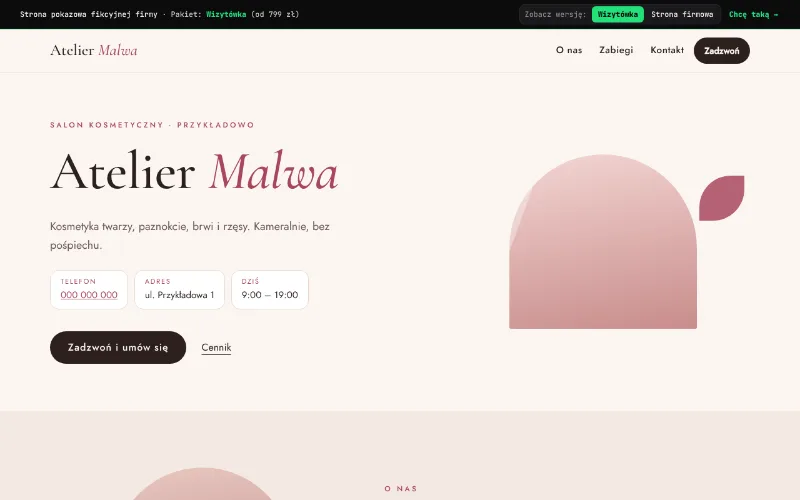 Strona pokazowa fikcyjnej firmy · Pakiet: Wizytówka (od 799 zł)
Zobacz wersję: Wizytówka Strona firmowa Chcę taką →
Atelier Malwa
O nas Zabiegi Kontakt Zadzwoń
SALON KOSMETYCZNY · PRZYKŁADOWO
Atelier Malwa
Kosmetyka twarzy, paznokcie, brwi i rzęsy. Kameralnie, bez
pośpiechu.
TELEFON
000 000 000
ADRES
ul. Przykładowa 1
DZIŚ
9:00 – 19:00
Zadzwoń i umów się
Cennik
O NAS